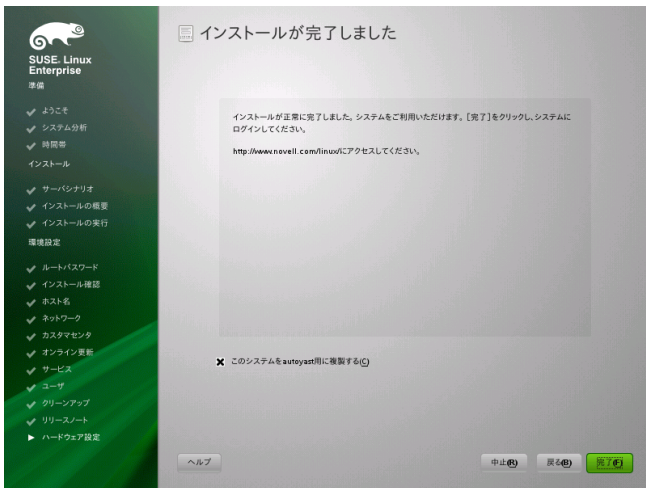 SUSE. Linux
Enterprise
準備
ようこそ
システム分析
時間帯
インストール
サーバシナリオ
インストールの概要
インストールの実行
環境設定
ルートパスワード
インストール確認
ホスト名
ネットワーク
カスタマセンタ
オンライン更新
サービス
ユーザ
クリーンアップ
リリースノート
ハードウェア設定
インストールが完了しました
インストールが正常に完了しました。システムをご利用いただけます。[完了]をクリックし、システムに
ログインしてください。
http://www.novell.com/linux/にアクセスしてください。
このシステムをautoyast用に複製する(C)
ヘルプ
中止(R)
戻る(B)
完了(F)